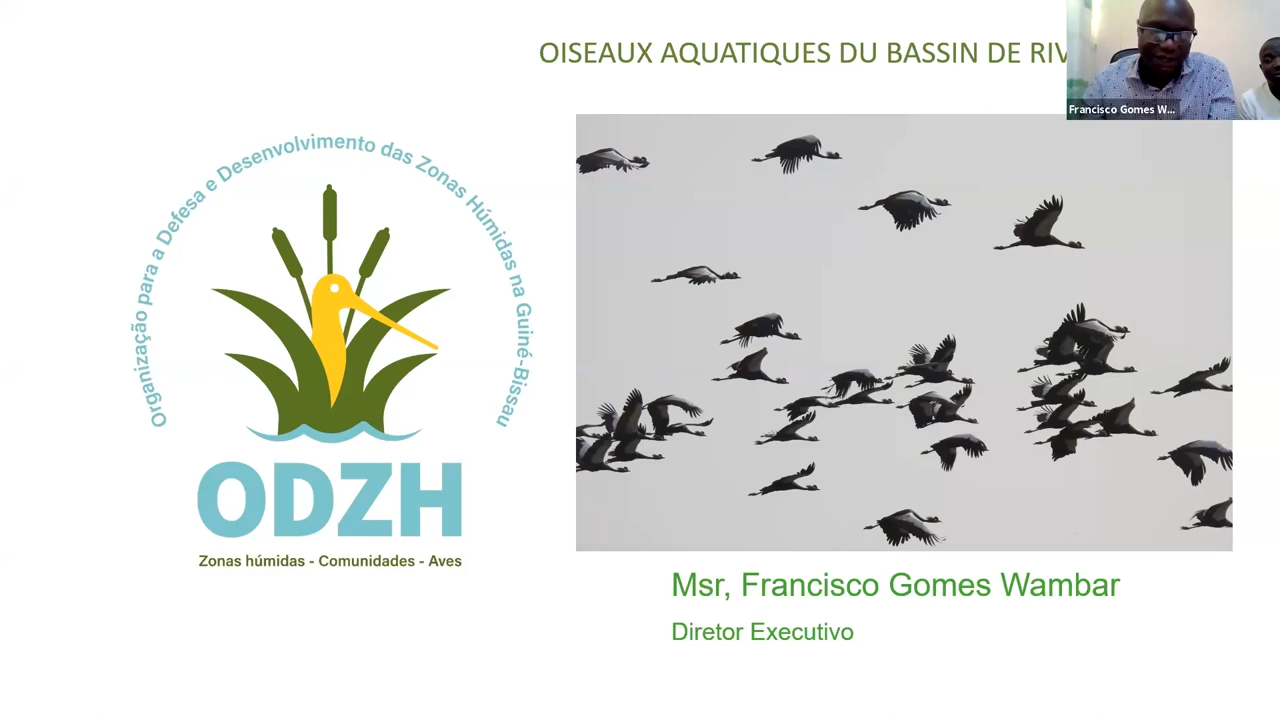 OISEAUX AQUATIQUES DU BASSIN DE
Francisco Gomes W...
Organização para a Defesa e Desenvolvimento das Zonas Húmidas na Guiné-Bissau
ODZH
Zonas húmidas - Comunidades - Aves
Msr, Francisco Gomes Wambar
Diretor Executivo